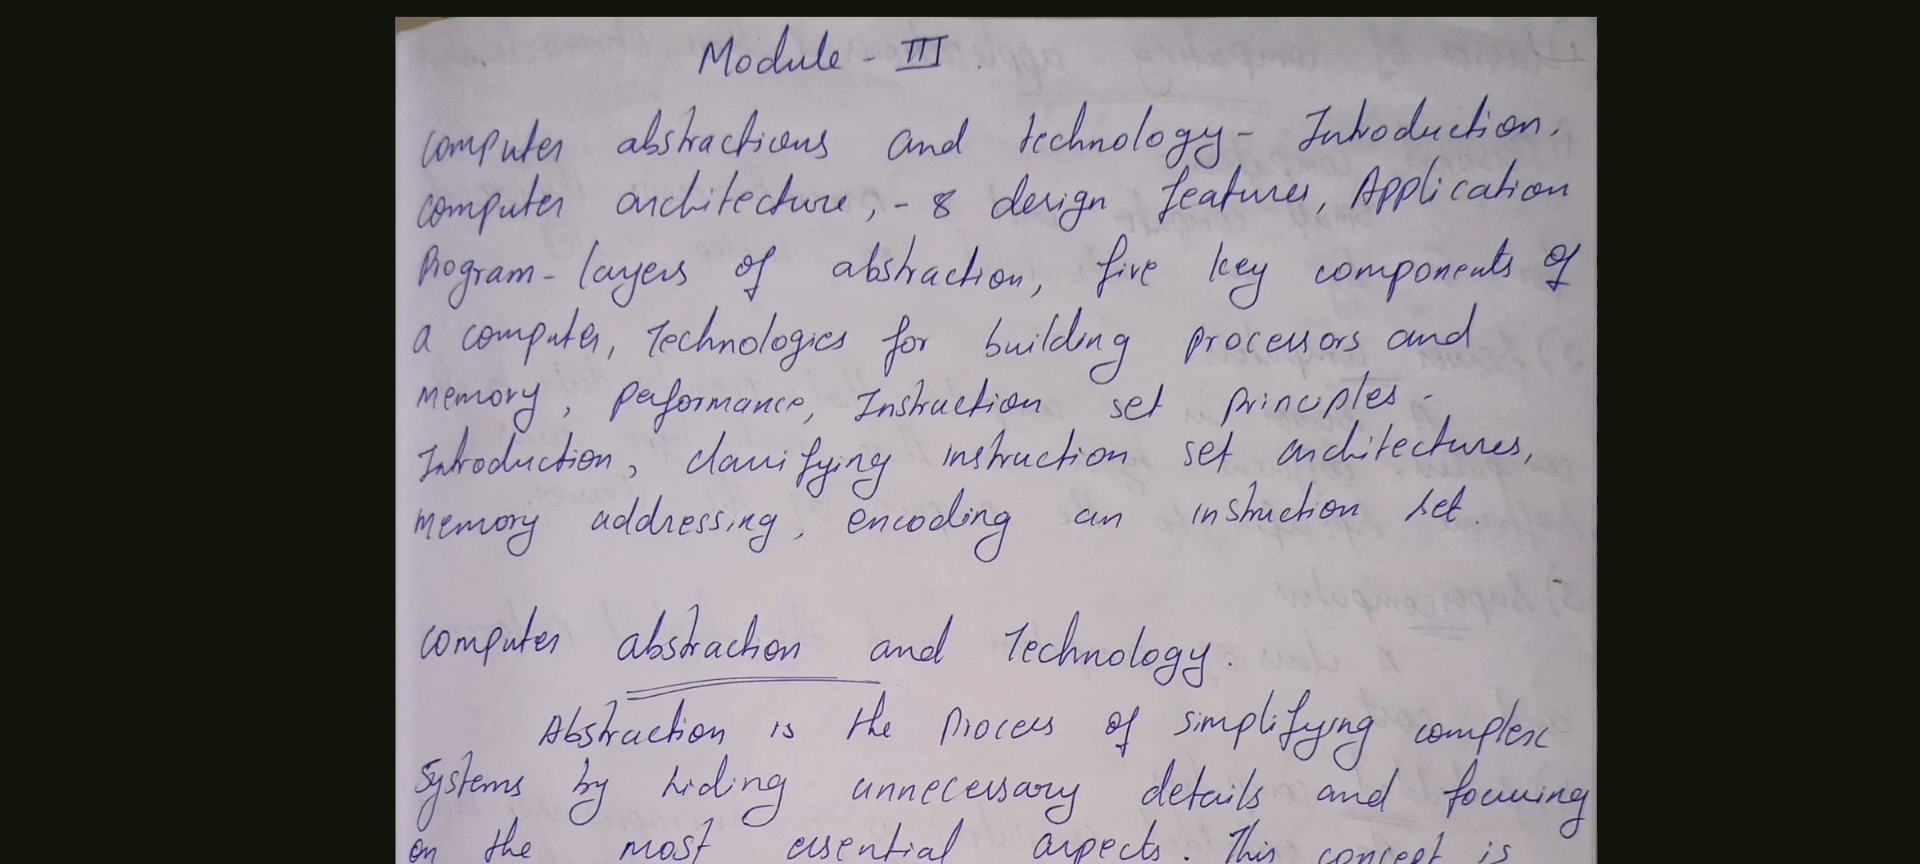 Module - III.
Computer abstractions and technology - Introduction,
computer architecture, - 8 design features, Application
Program - layers of abstraction, five key components of
a computer, Technologies for building processors and
memory, performance, Instruction set principles -
Introduction, classifying instruction set architectures,
memory addressing, encoding an instruction set.
Computer abstraction and Technology.
Abstraction is the process of simplifying complex
systems by hiding unnecessary details and focusing
on the most essential aspects. This concept is